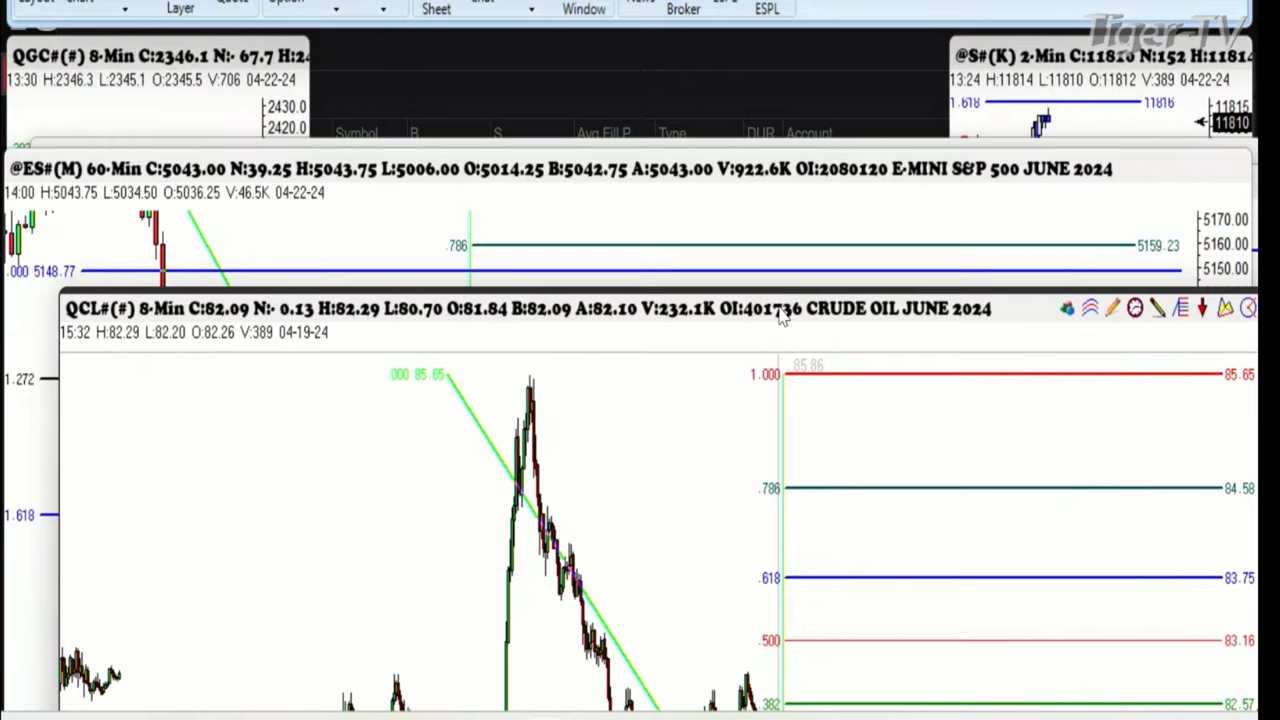 Layer
Sheet
Window
Broker
ESPL
Tiger-TV
QGC#(#) 8-Min C:2346.1 N:- 67.7 H:24
13:30 H:2346.3 L:2345.1 O:2345.5 V:706 04-22-24
2430.0
2420.0
Symbol B S Avg Fill P Type DUR Account
@S#(K) 2-Min C:11810 N:152 H:11814
13:24 H:11814 L:11810 O:11812 V:389 04-22-24
1.618 11816 11815
11810
@ES#(M) 60-Min C:5043.00 N:39.25 H:5043.75 L:5006.00 O:5014.25 B:5042.75 A:5043.00 V:922.6K OI:2080120 E-MINI S&P 500 JUNE 2024
14:00 H:5043.75 L:5034.50 O:5036.25 V:46.5K 04-22-24
5170.00
.786 5159.23 5160.00
.000 5148.77 5150.00
QCL#(#) 8-Min C:82.09 N:- 0.13 H:82.29 L:80.70 O:81.84 B:82.09 A:82.10 V:232.1K OI:401736 CRUDE OIL JUNE 2024
15:32 H:82.29 L:82.20 O:82.26 V:389 04-19-24
85.86
1.272 .000 85.65 1.000 85.65
.786 84.58
1.618
.618 83.75
.500 83.16
.382 82.57